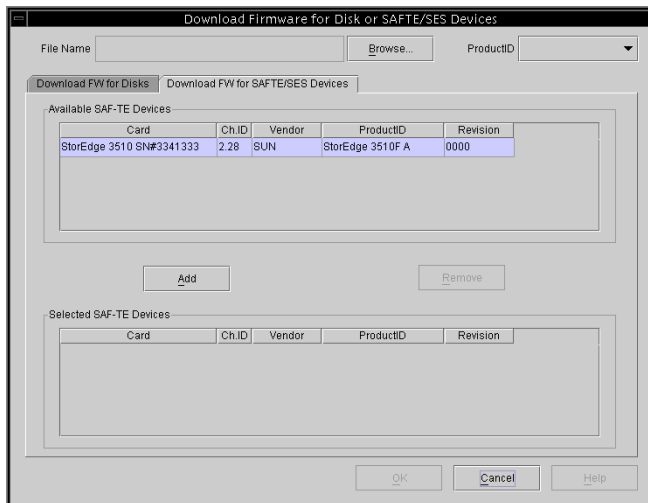 Download Firmware for Disk or SAFTE/SES Devices
File Name Browse... ProductID
Download FW for Disks Download FW for SAFTE/SES Devices
Available SAF-TE Devices
Card Ch.ID Vendor ProductID Revision
StorEdge 3510 SN#3341333 2.28 SUN StorEdge 3510F A 0000
Add Remove
Selected SAF-TE Devices
Card Ch.ID Vendor ProductID Revision
OK Cancel Help